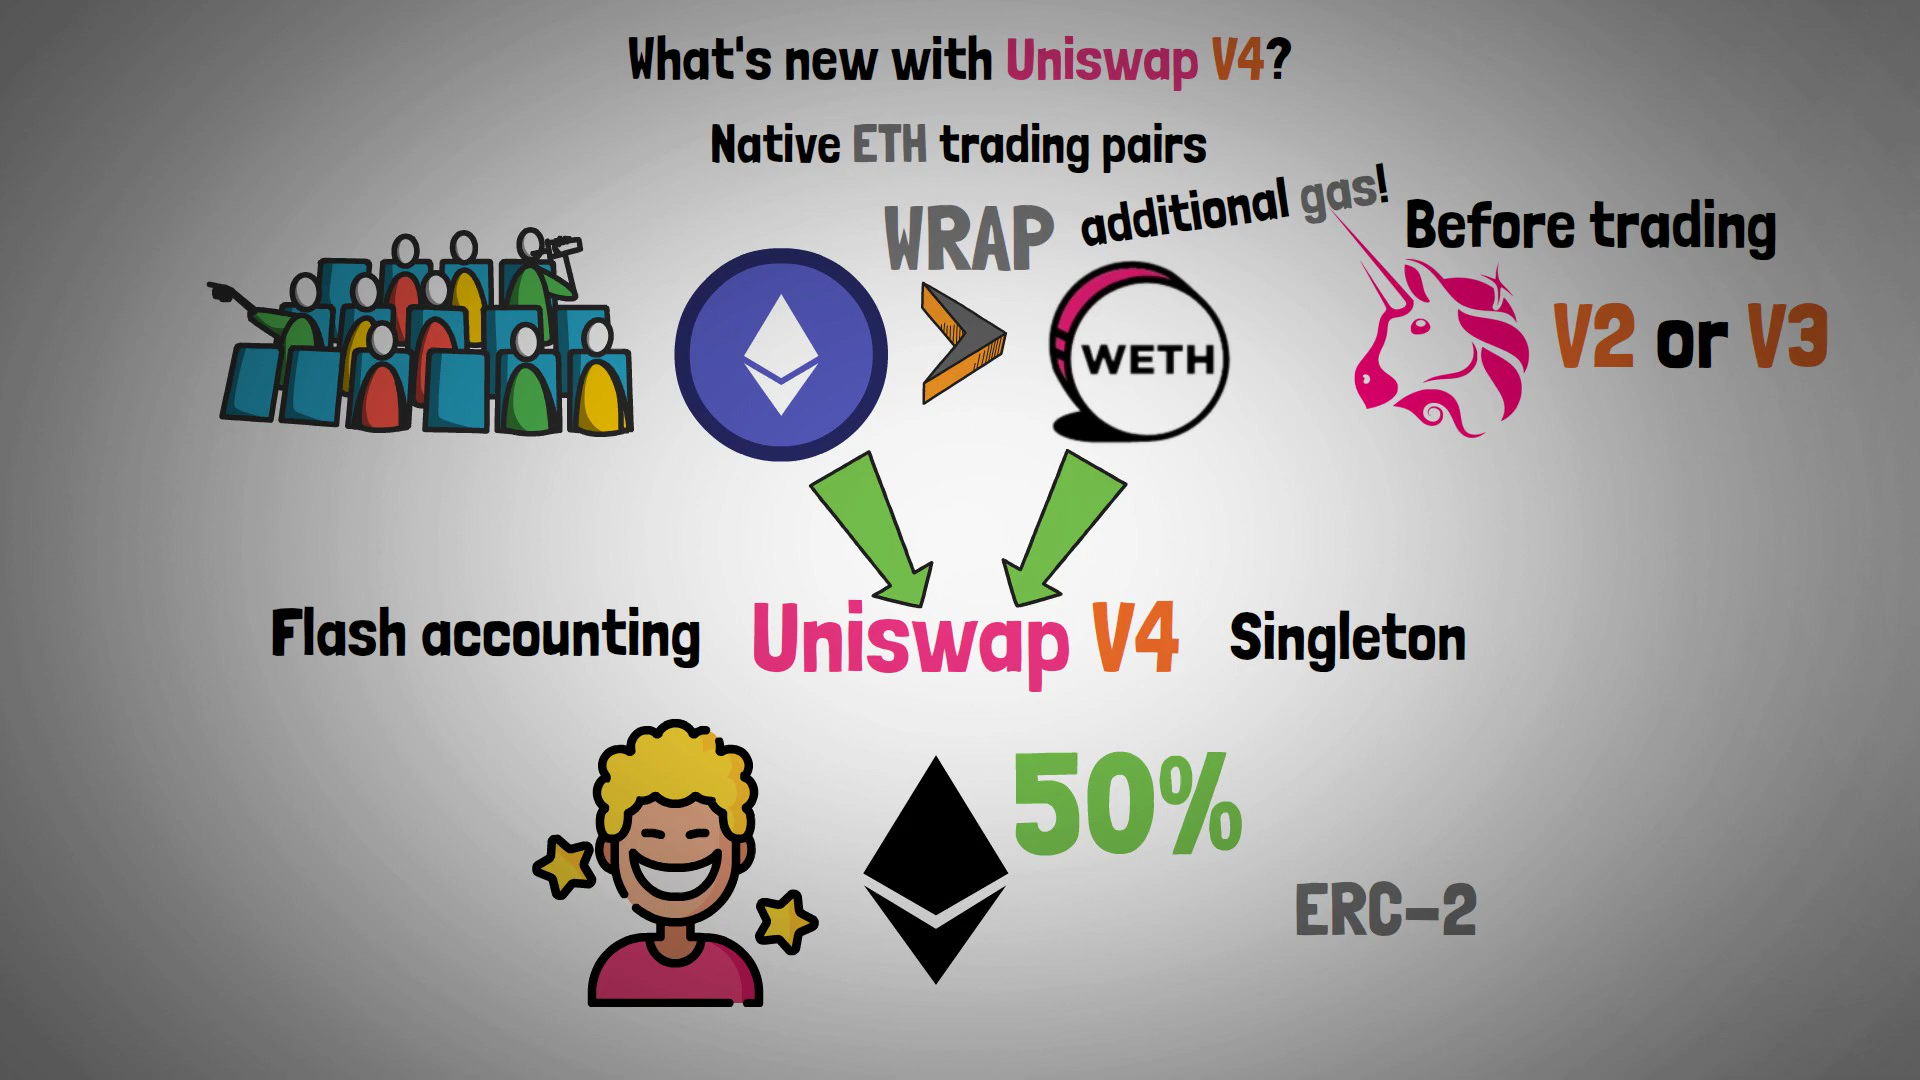 What's new with Uniswap V4?
Native ETH trading pairs
WRAP
additional gas!
Before trading
WETH
V2 or V3
Flash accounting
Uniswap V4
Singleton
50%
ERC-2